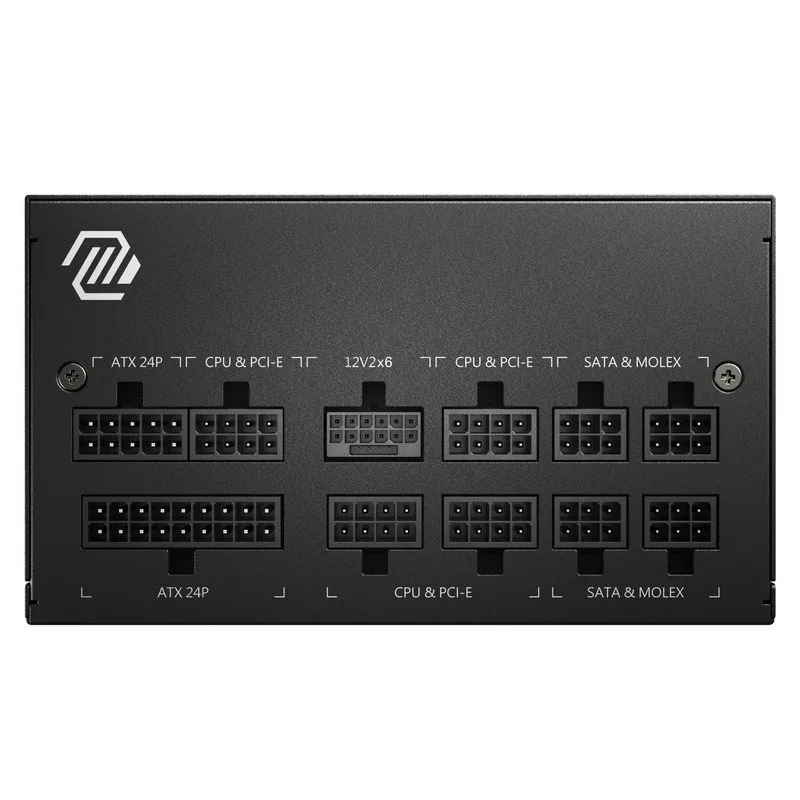 ATX 24P
CPU & PCI-E
12V2x6
CPU & PCI-E
SATA & MOLEX
ATX 24P
CPU & PCI-E
SATA & MOLEX